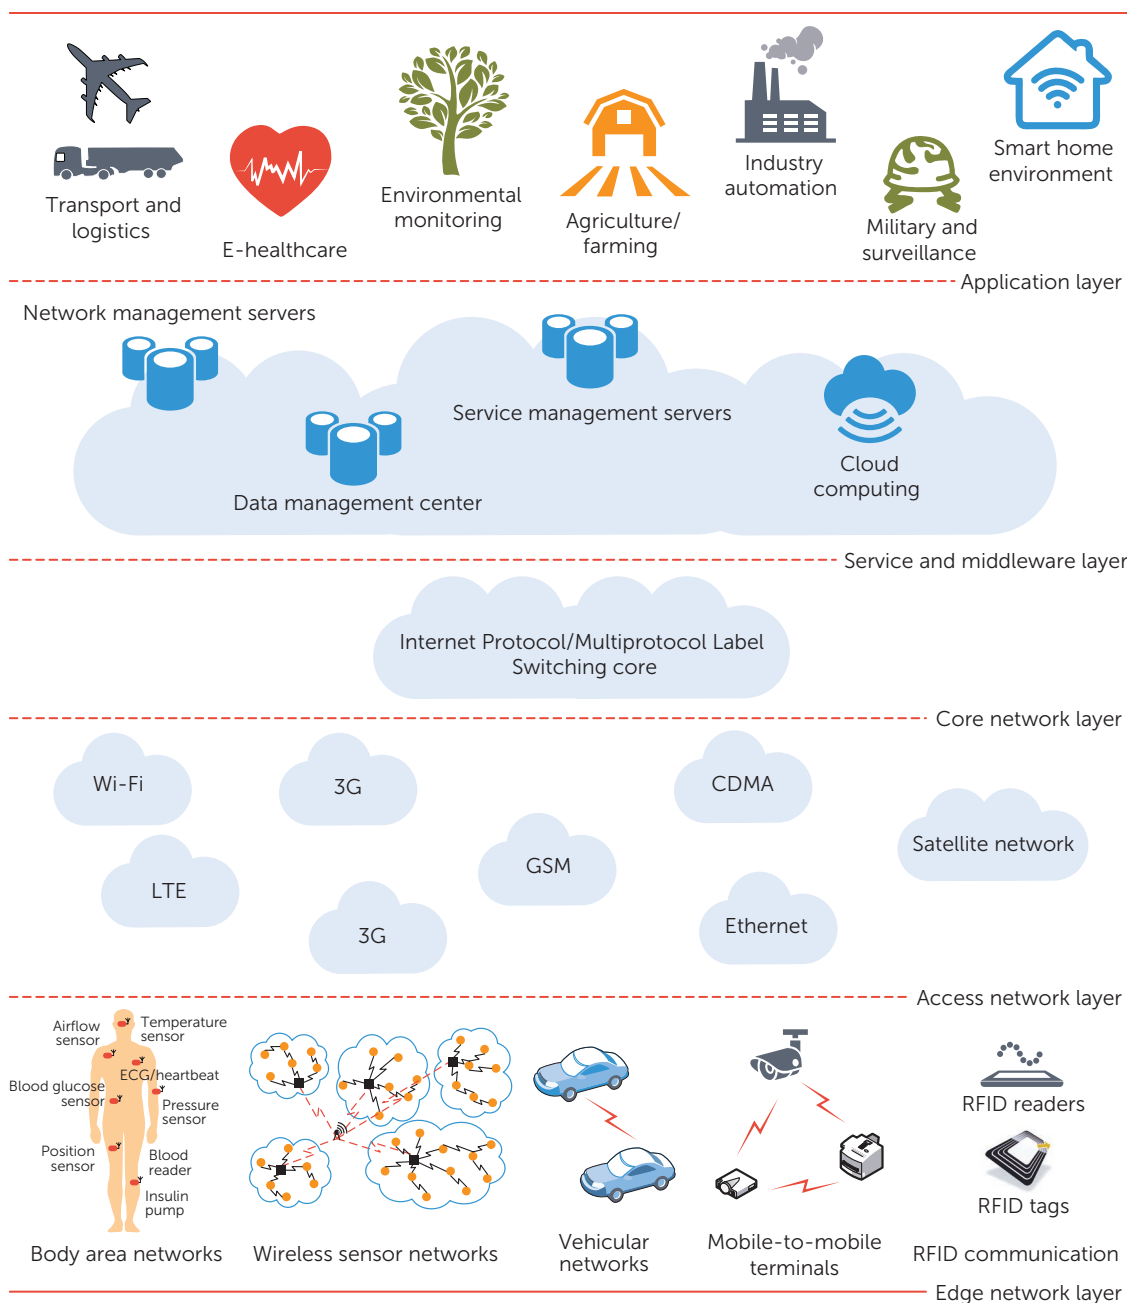 Transport and
logistics
E-healthcare
Environmental
monitoring
Agriculture/
farming
Industry
automation
Military and
surveillance
Smart home
environment
Application layer
Network management servers
Service management servers
Data management center
Cloud
computing
Service and middleware layer
Internet Protocol/Multiprotocol Label
Switching core
Core network layer
Wi-Fi
3G
CDMA
Satellite network
LTE
GSM
3G
Ethernet
Access network layer
Airflow
sensor
Temperature
sensor
ECG/heartbeat
Blood glucose
sensor
Pressure
sensor
Position
sensor
Blood
reader
Insulin
pump
Body area networks
Wireless sensor networks
Vehicular
networks
Mobile-to-mobile
terminals
RFID readers
RFID tags
RFID communication
Edge network layer